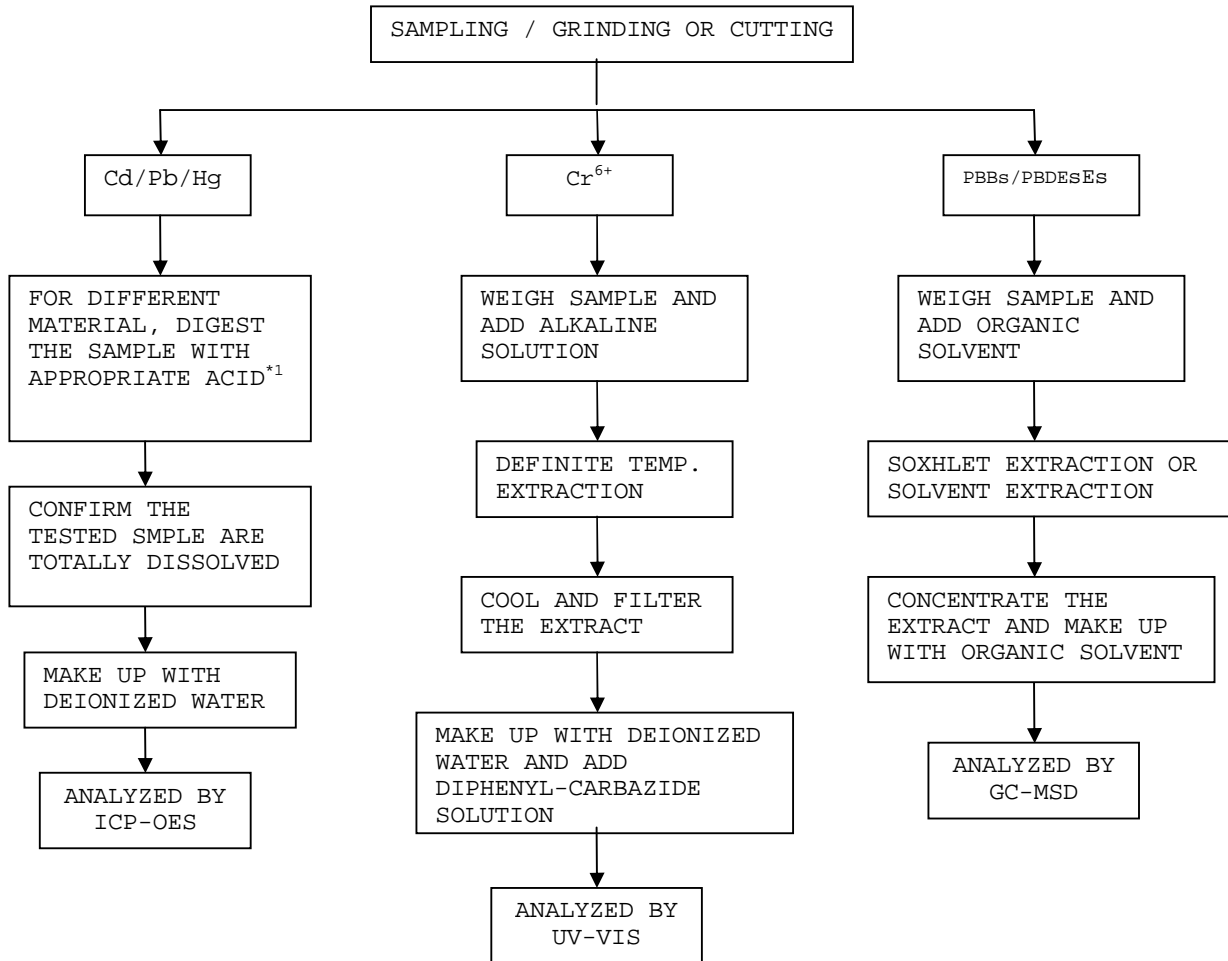 SAMPLING / GRINDING OR CUTTING
Cd/Pb/Hg
FOR DIFFERENT
MATERIAL, DIGEST
THE SAMPLE WITH
APPROPRIATE ACID*1
CONFIRM THE
TESTED SMPLE ARE
TOTALLY DISSOLVED
MAKE UP WITH
DEIONIZED WATER
ANALYZED BY
ICP-OES
Cr6+
WEIGH SAMPLE AND
ADD ALKALINE
SOLUTION
DEFINITE TEMP.
EXTRACTION
COOL AND FILTER
THE EXTRACT
MAKE UP WITH DEIONIZED
WATER AND ADD
DIPHENYL-CARBAZIDE
SOLUTION
ANALYZED BY
UV-VIS
PBBs/PBDEsEs
WEIGH SAMPLE AND
ADD ORGANIC
SOLVENT
SOXHLET EXTRACTION OR
SOLVENT EXTRACTION
CONCENTRATE THE
EXTRACT AND MAKE UP
WITH ORGANIC SOLVENT
ANALYZED BY
GC-MSD